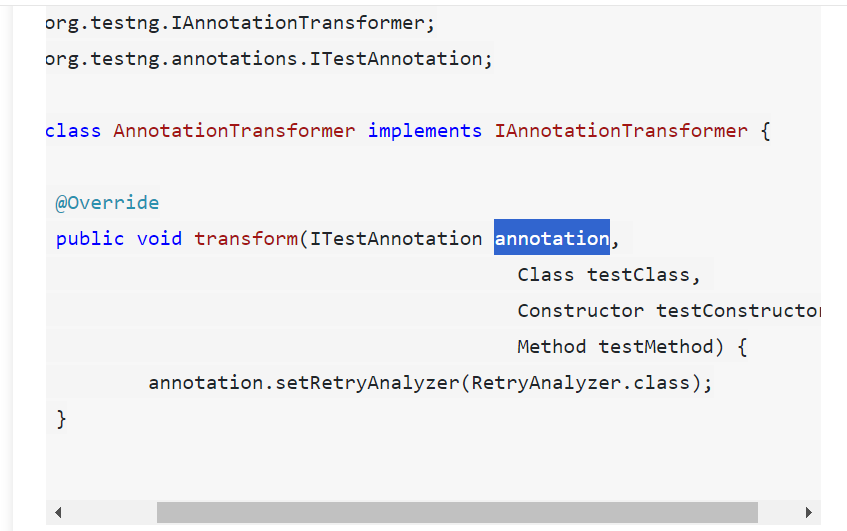 org.testng.IAnnotationTransformer;
org.testng.annotations.ITestAnnotation;
class AnnotationTransformer implements IAnnotationTransformer {
@Override
public void transform(ITestAnnotation annotation,
Class testClass,
Constructor testConstructor
Method testMethod) {
annotation.setRetryAnalyzer(RetryAnalyzer.class);
}